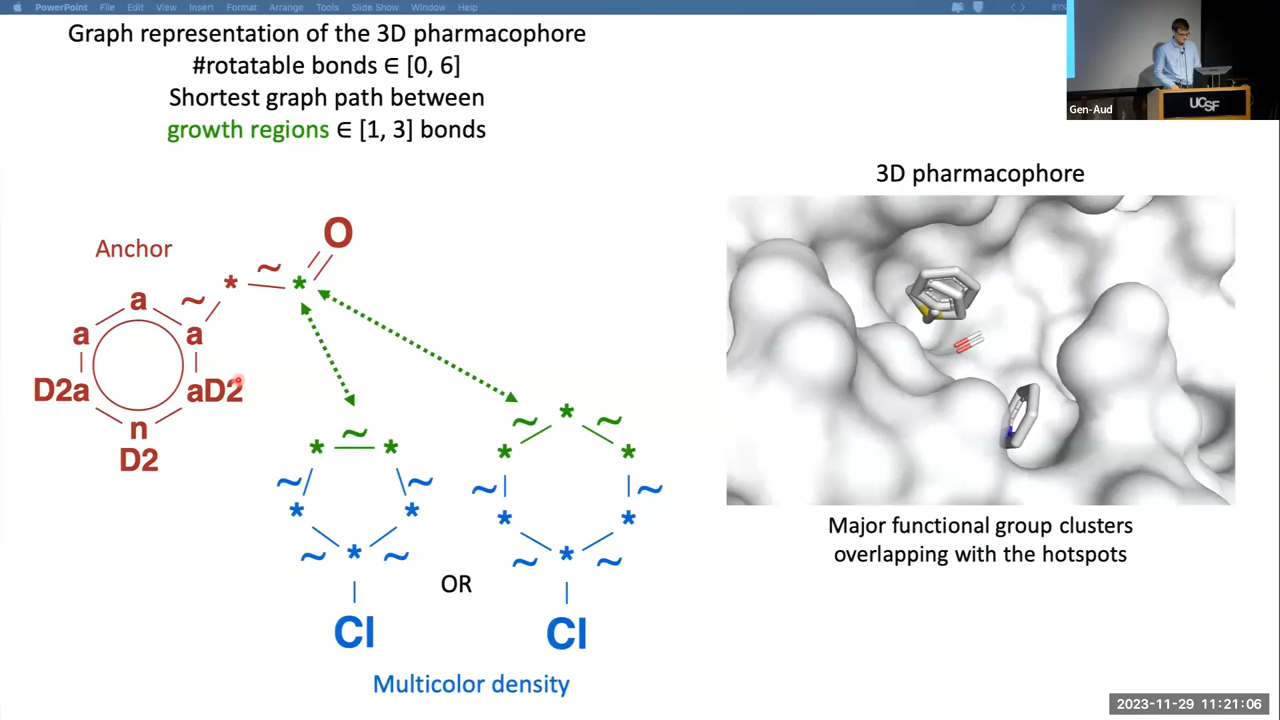 PowerPoint File Edit View Insert Format Arrange Tools Slide Show Window Help 81%
Graph representation of the 3D pharmacophore
#rotatable bonds ∈ [0, 6]
Shortest graph path between
growth regions ∈ [1, 3] bonds
UCSF
Gen-Aud
3D pharmacophore
Anchor
O
* ~ *
~
a
a a
D2a aD2
n
D2
* ~ *
~ ~
* *
~ * ~
Cl
OR
*
~ ~
* *
~ ~
* *
~ * ~
Cl
Multicolor density
Major functional group clusters
overlapping with the hotspots
2023-11-29 11:21:06